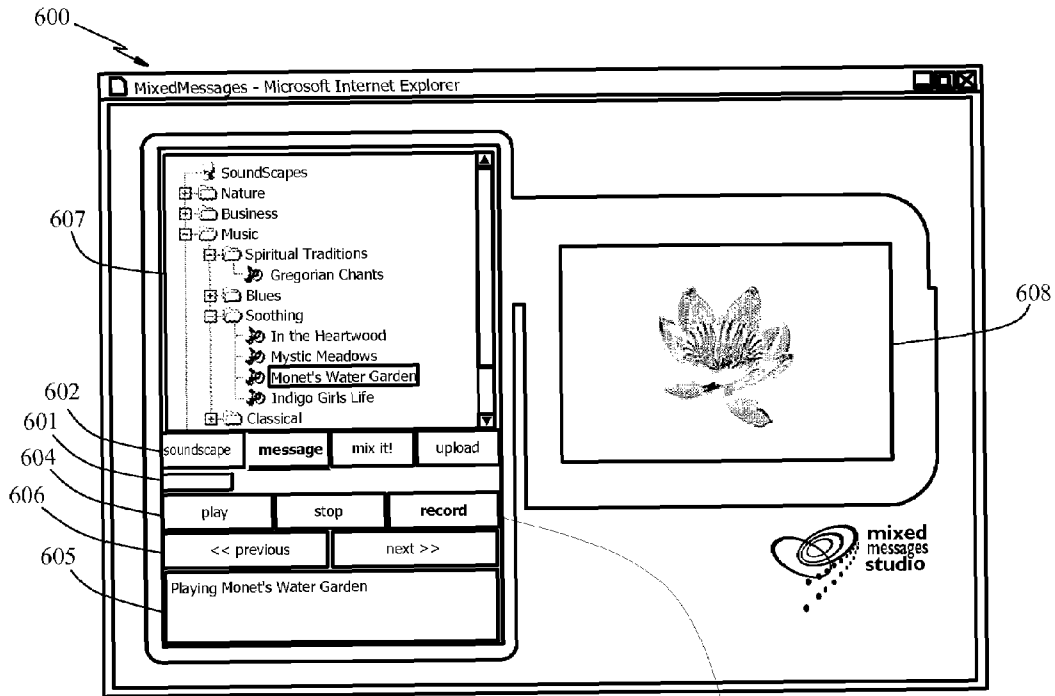 600
MixedMessages - Microsoft Internet Explorer
SoundScapes
Nature
Business
Music
Spiritual Traditions
Gregorian Chants
Blues
Soothing
In the Heartwood
Mystic Meadows
Monet's Water Garden
Indigo Girls Life
Classical
607
608
602
soundscape message mix it! upload
601
604
play stop record
606
<< previous next >>
605
Playing Monet's Water Garden
mixed
messages
studio